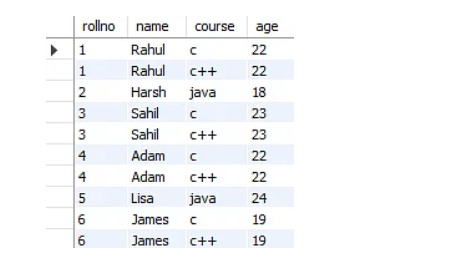 rollno name course age
1 Rahul c 22
1 Rahul c++ 22
2 Harsh java 18
3 Sahil c 23
3 Sahil c++ 23
4 Adam c 22
4 Adam c++ 22
5 Lisa java 24
6 James c 19
6 James c++ 19